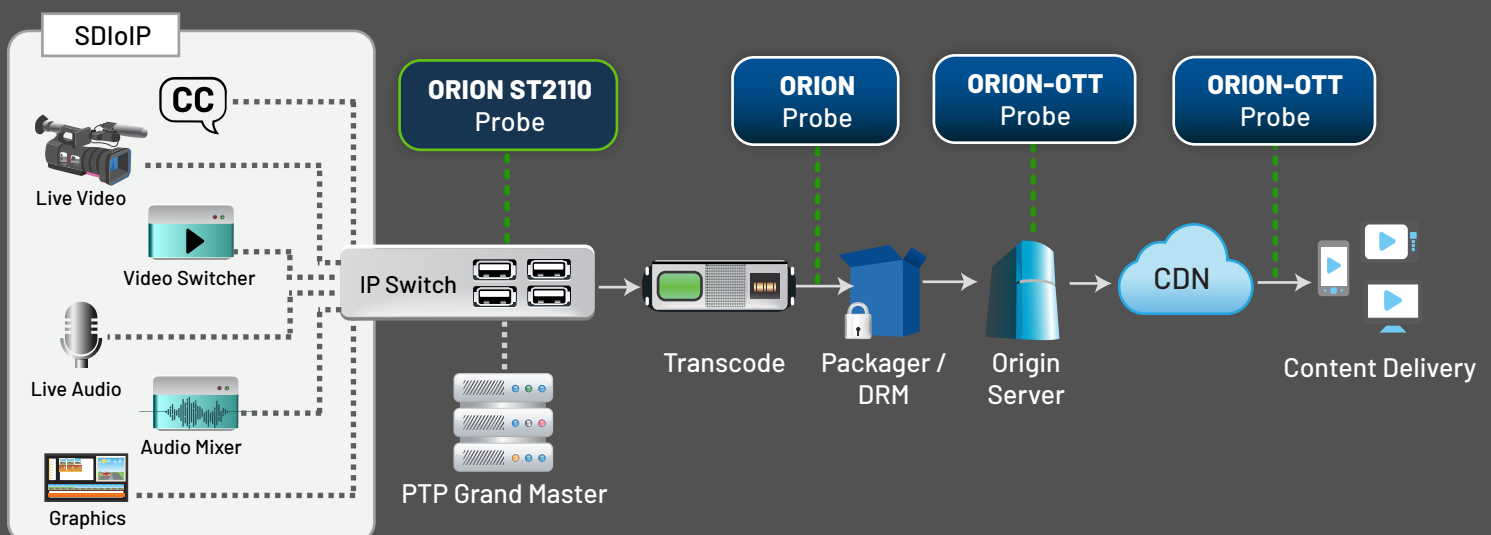 SDIoIP
CC
Live Video
Video Switcher
Live Audio
Audio Mixer
Graphics
ORION ST2110
Probe
IP Switch
PTP Grand Master
Transcode
ORION
Probe
Packager /
DRM
ORION-OTT
Probe
Origin
Server
CDN
ORION-OTT
Probe
Content Delivery